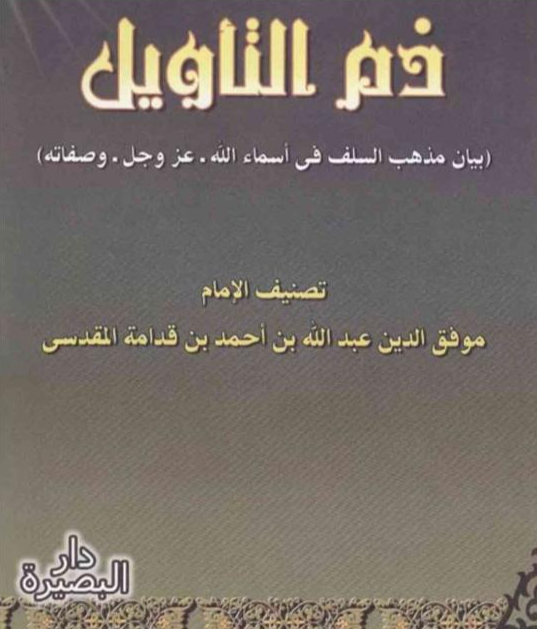 ذم التأويل
(بيان مذهب السلف فى أسماء الله . عز وجل . وصفاته)
تصنيف الإمام
موفق الدين عبد الله بن أحمد بن قدامة المقدسى
دار
البصيرة